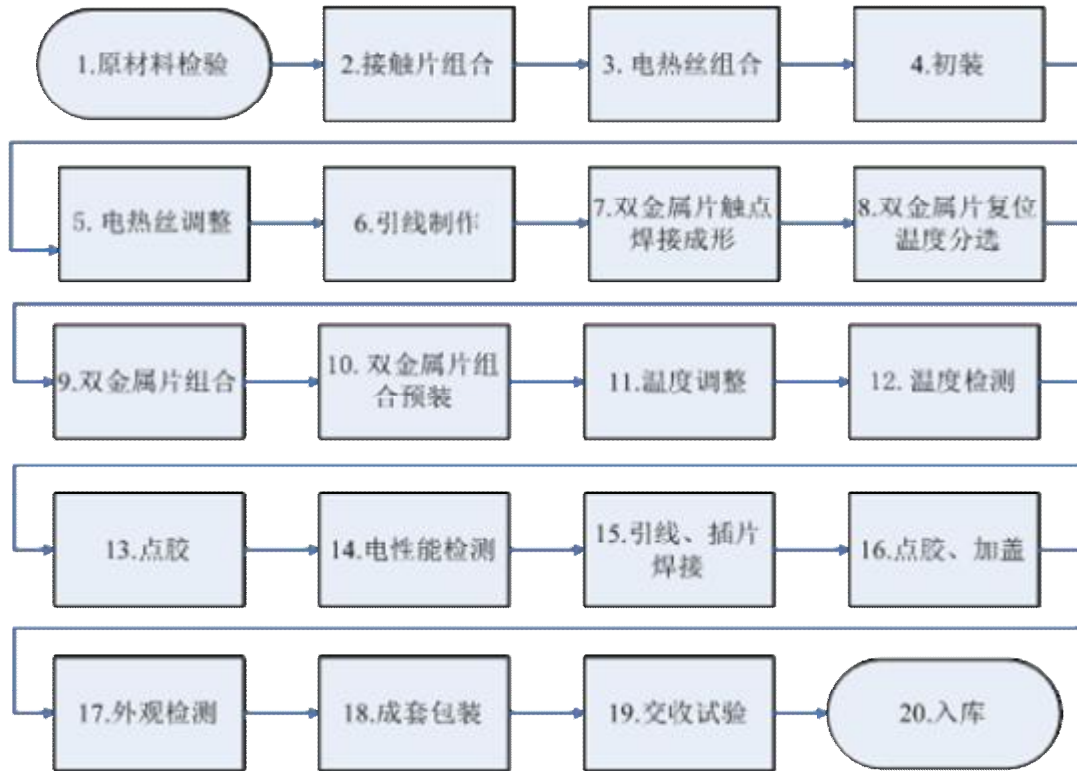 1.原材料检验
2.接触片组合
3. 电热丝组合
4.初装
5. 电热丝调整
6.引线制作
7.双金属片触点
焊接成形
8.双金属片复位
温度分选
9.双金属片组合
10. 双金属片组
合预装
11.温度调整
12. 温度检测
13.点胶
14.电性能检测
15.引线、插片
焊接
16.点胶、加盖
17.外观检测
18.成套包装
19.交收试验
20.入库